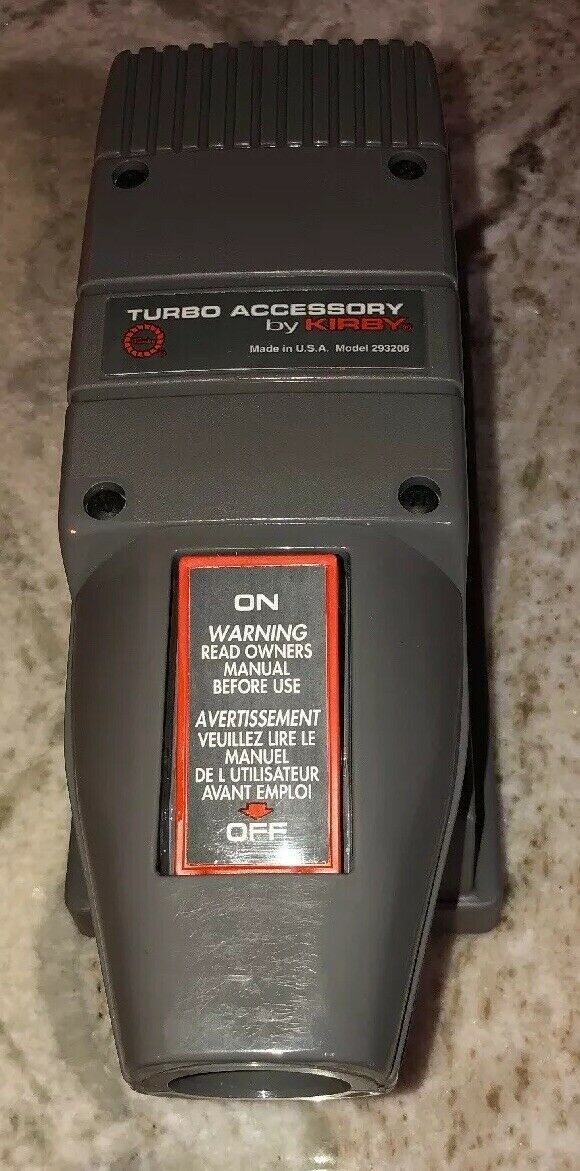 TURBO ACCESSORY
by KIRBY®
Made in U.S.A. Model 293206
ON
WARNING
READ OWNERS
MANUAL
BEFORE USE
AVERTISSEMENT
VEUILLEZ LIRE LE
MANUEL
DE L UTILISATEUR
AVANT EMPLOI
OFF